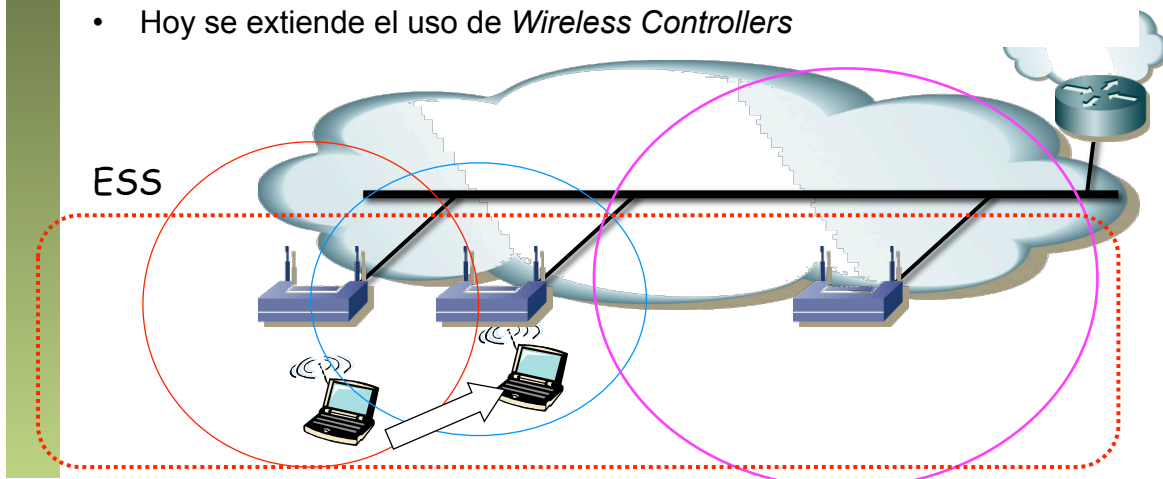 • Hoy se extiende el uso de Wireless Controllers
ESS